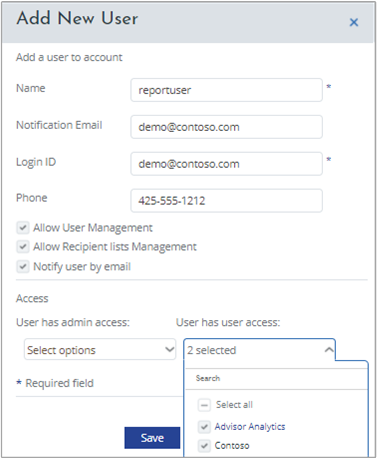 Add New User
×
Add a user to account
Name
reportuser
*
Notification Email
demo@contoso.com
Login ID
demo@contoso.com
*
Phone
425-555-1212
Allow User Management
Allow Recipient lists Management
Notify user by email
Access
User has admin access: User has user access:
Select options
2 selected
* Required field
Search
Select all
Advisor Analytics
Save
Contoso